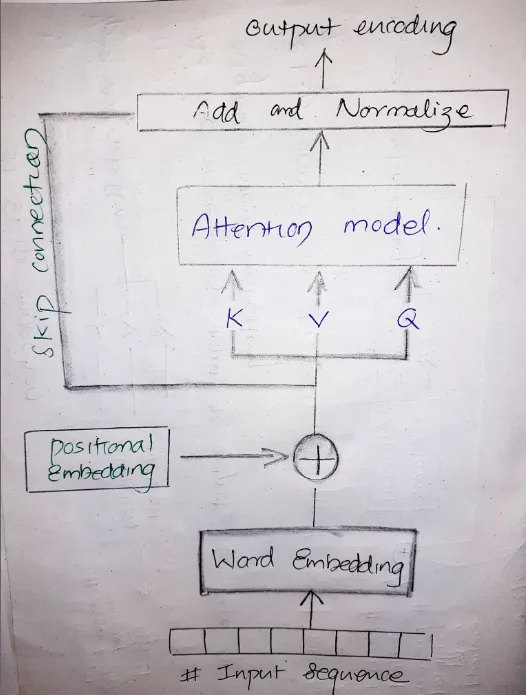 Output encoding
Add and Normalize
Skip connection
Attention model.
K V Q
positional
Embedding
Word Embedding
# Input Sequence